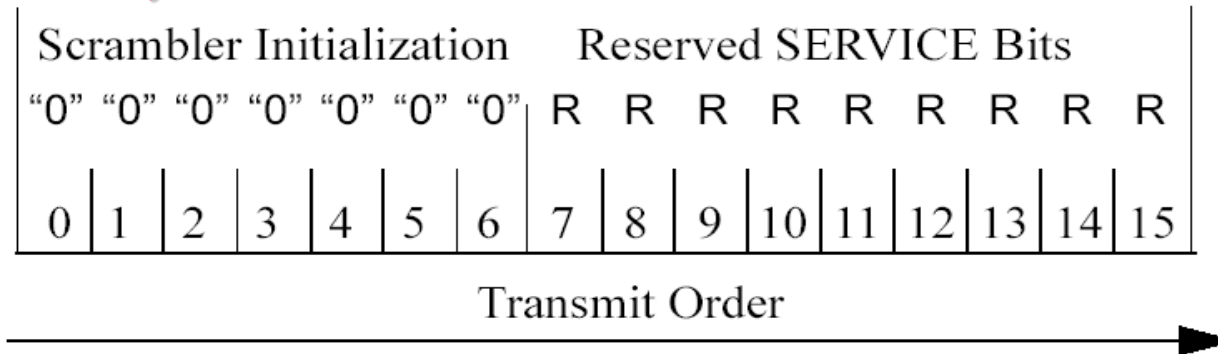 Scrambler Initialization Reserved SERVICE Bits
“0” “0” “0” “0” “0” “0” “0” R R R R R R R R R
0 1 2 3 4 5 6 7 8 9 10 11 12 13 14 15
Transmit Order